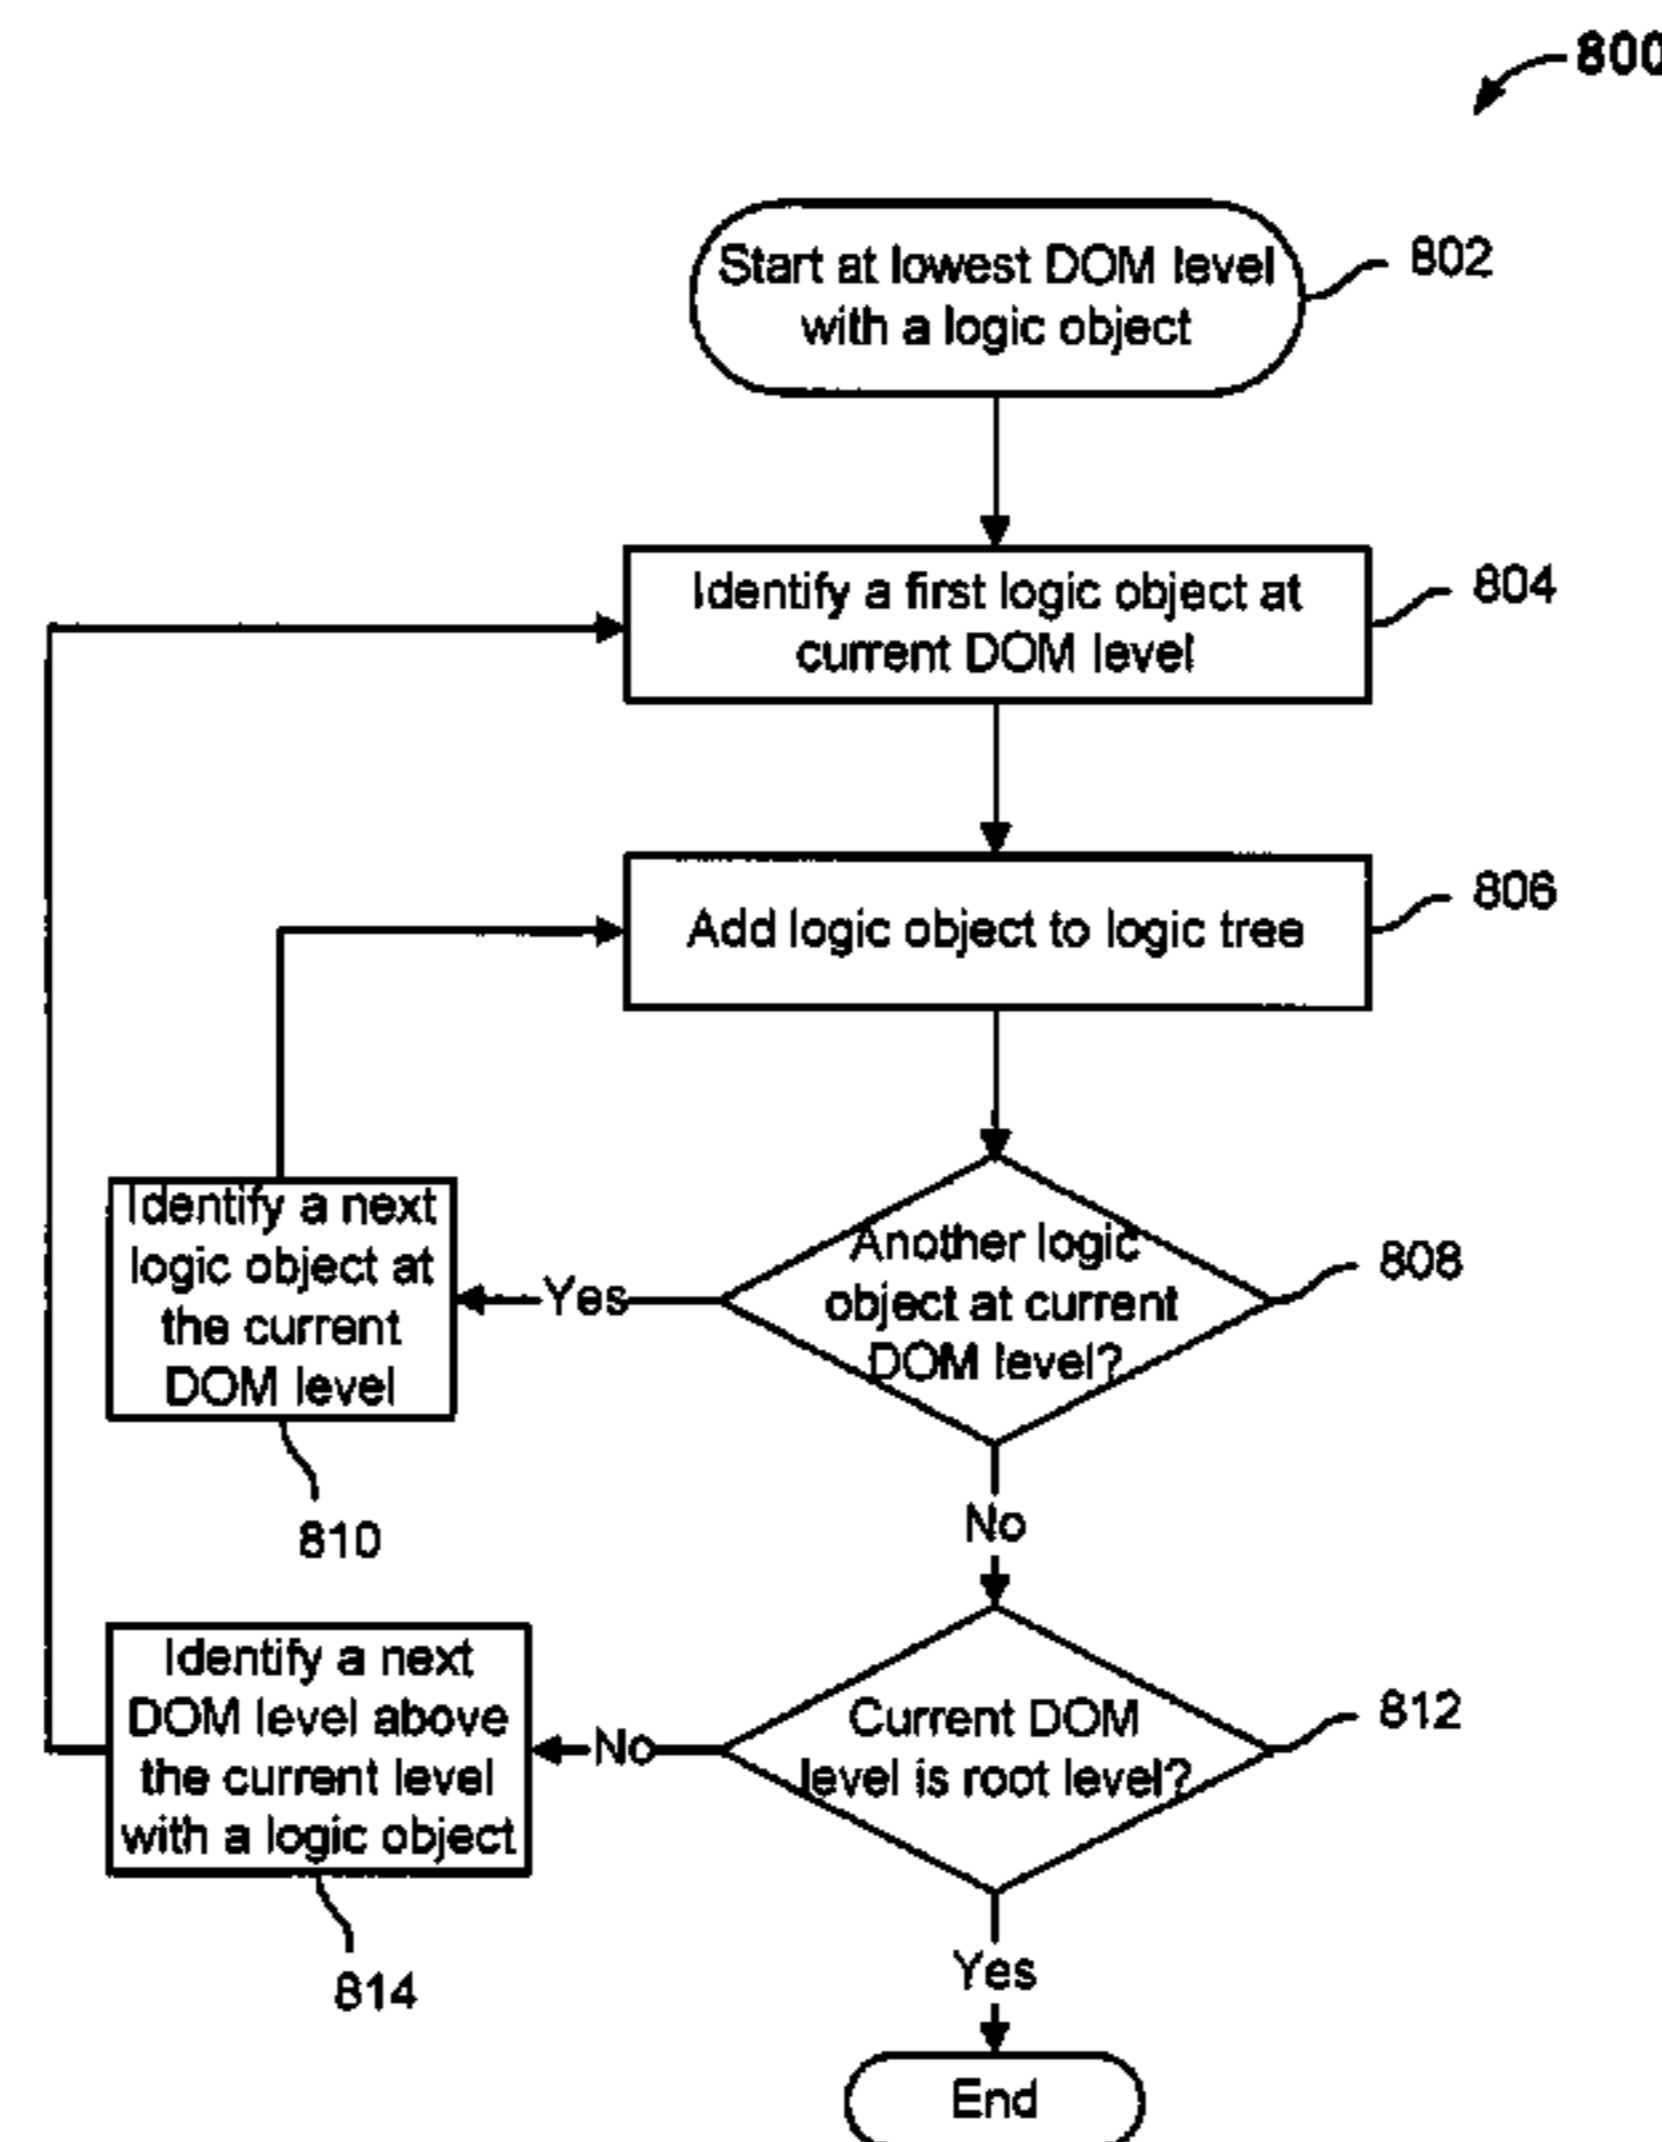 800
Start at lowest DOM level
with a logic object
802
Identify a first logic object at
current DOM level
804
Add logic object to logic tree
806
Another logic
object at current
DOM level?
808
Yes
Identify a next
logic object at
the current
DOM level
810
No
Current DOM
level is root level?
812
No
Identify a next
DOM level above
the current level
with a logic object
814
Yes
End